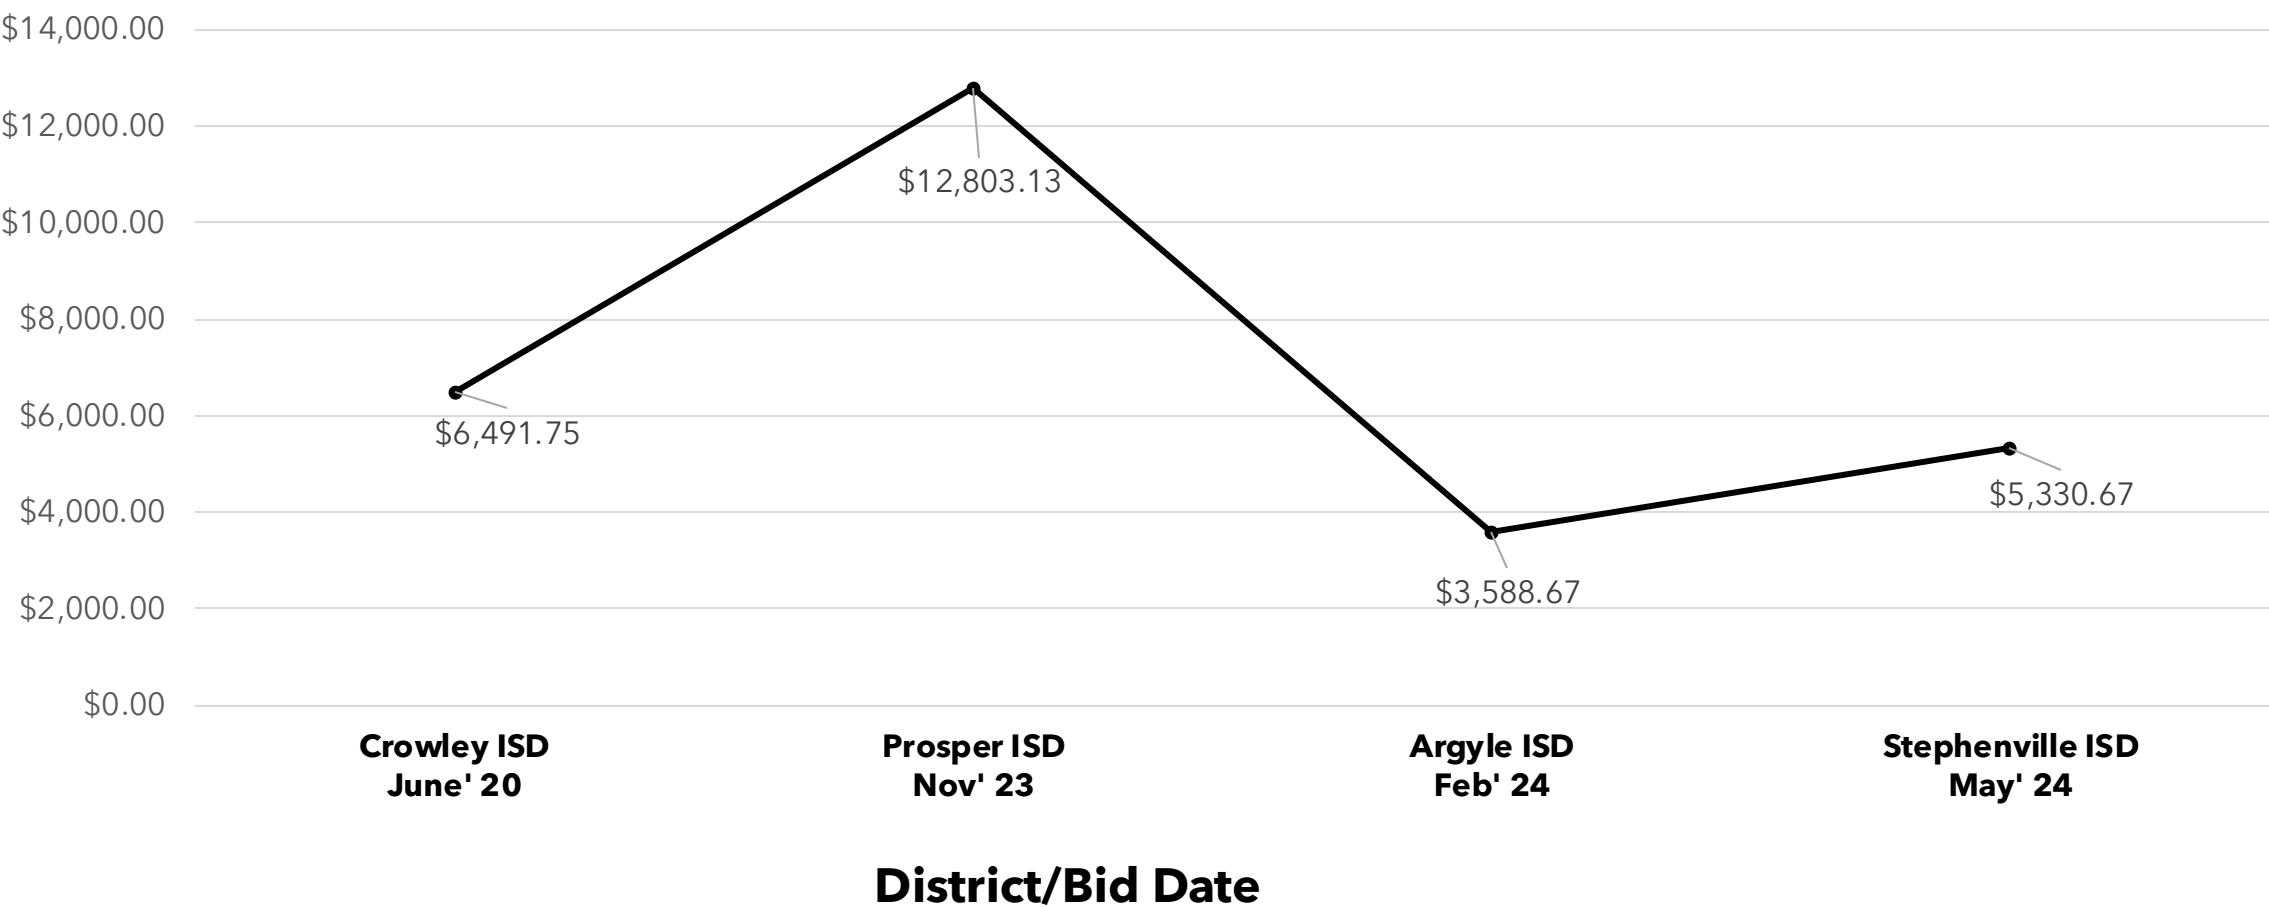 $14,000.00
$12,000.00
$10,000.00
$8,000.00
$6,000.00
$4,000.00
$2,000.00
$0.00
$6,491.75
$12,803.13
$3,588.67
$5,330.67
Crowley ISD
June' 20
Prosper ISD
Nov' 23
Argyle ISD
Feb' 24
Stephenville ISD
May' 24
District/Bid Date